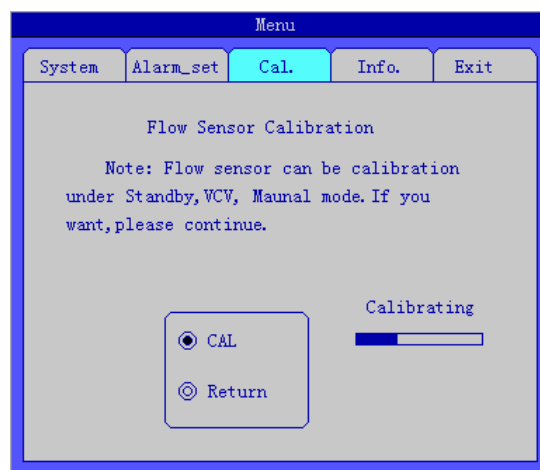 Menu
System Alarm_set Cal. Info. Exit
Flow Sensor Calibration
Note: Flow sensor can be calibration
under Standby,VCV, Maunal mode.If you
want,please continue.
Calibrating
CAL
Return